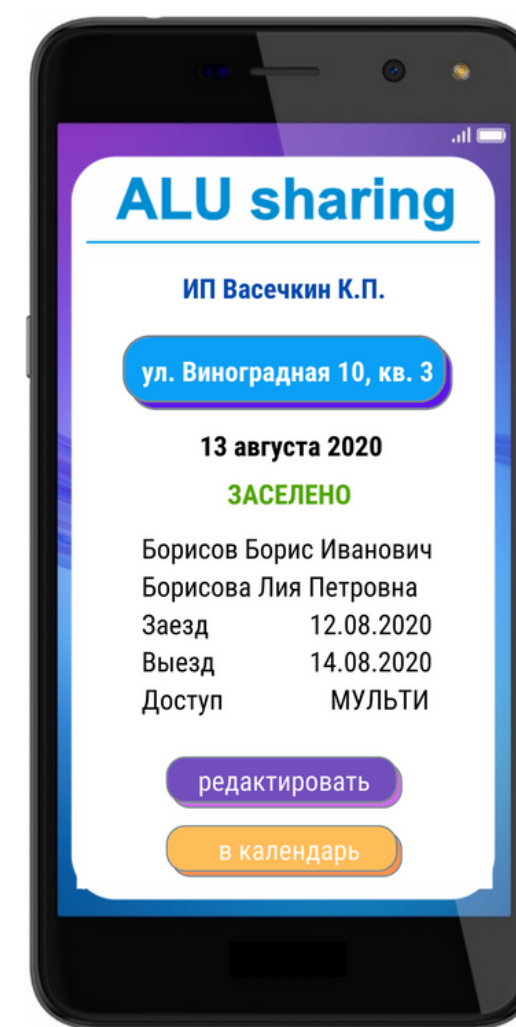 ALU sharing
ИП Васечкин К.П.
ул. Виноградная 10, кв. 3
13 августа 2020
ЗАСЕЛЕНО
Борисов Борис Иванович
Борисова Лия Петровна
Заезд 12.08.2020
Выезд 14.08.2020
Доступ МУЛЬТИ
редактировать
в календарь